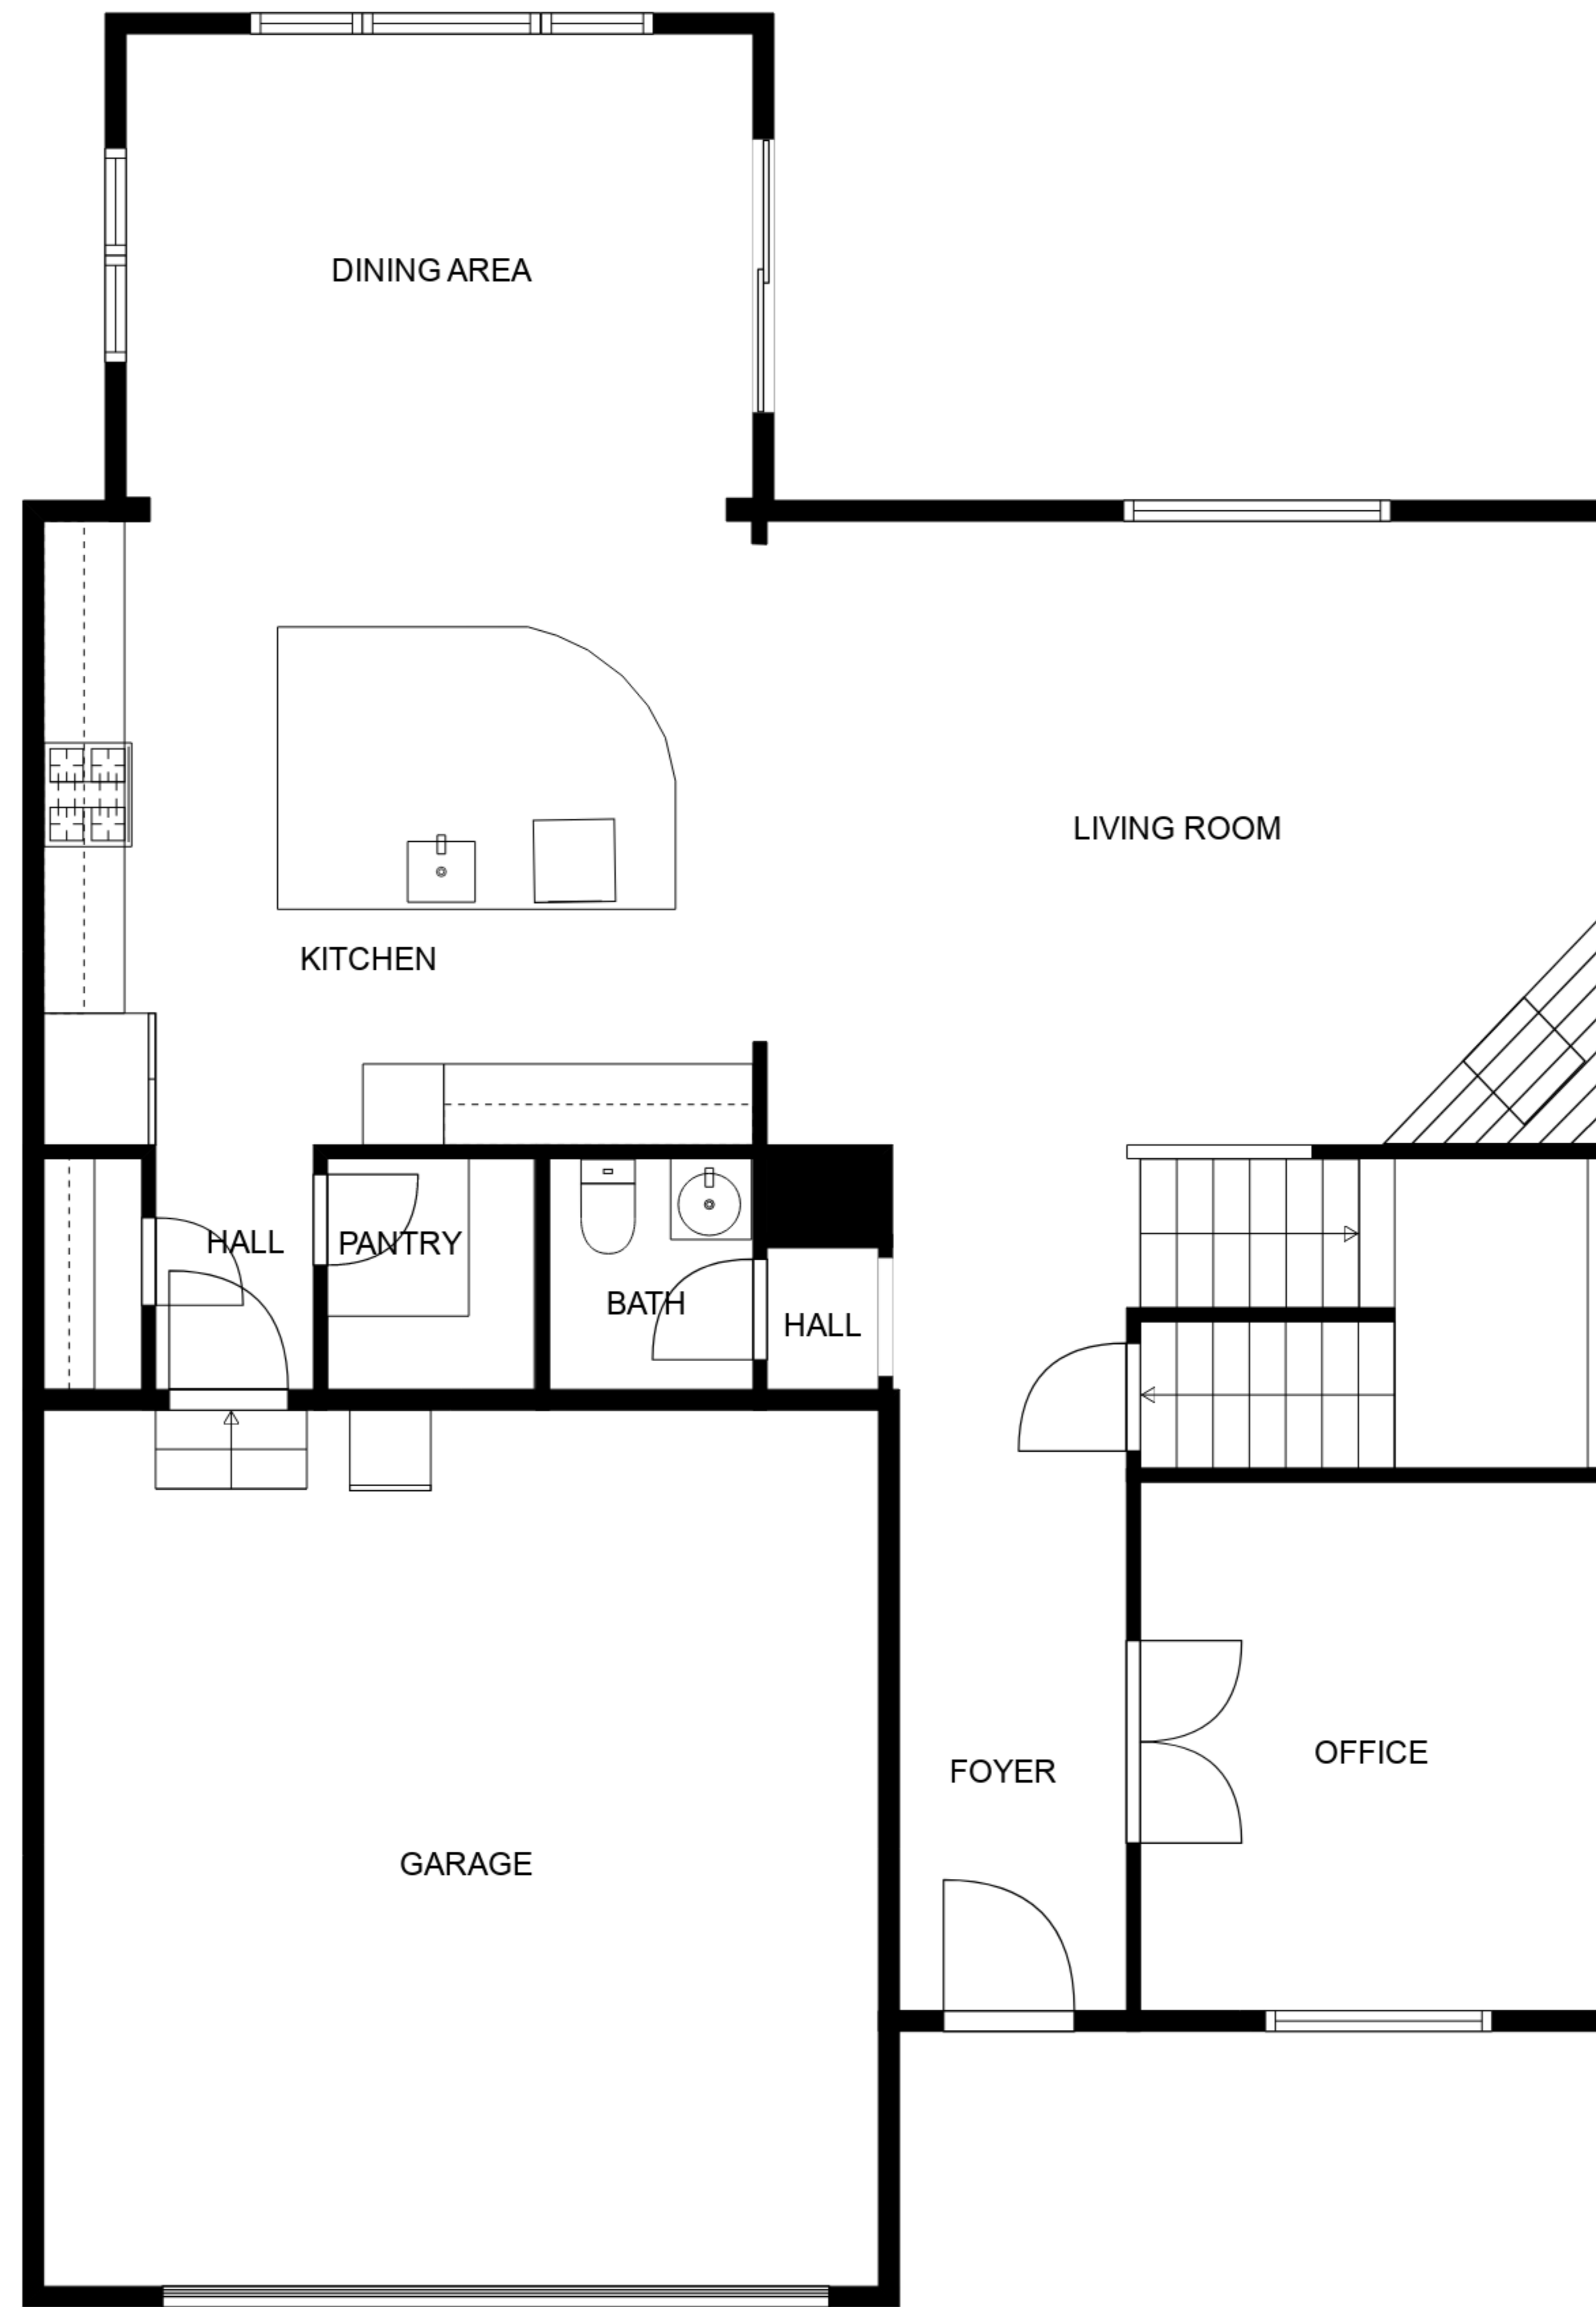 DINING AREA
LIVING ROOM
KITCHEN
HALL
PANTRY
BATH
HALL
FOYER
OFFICE
GARAGE